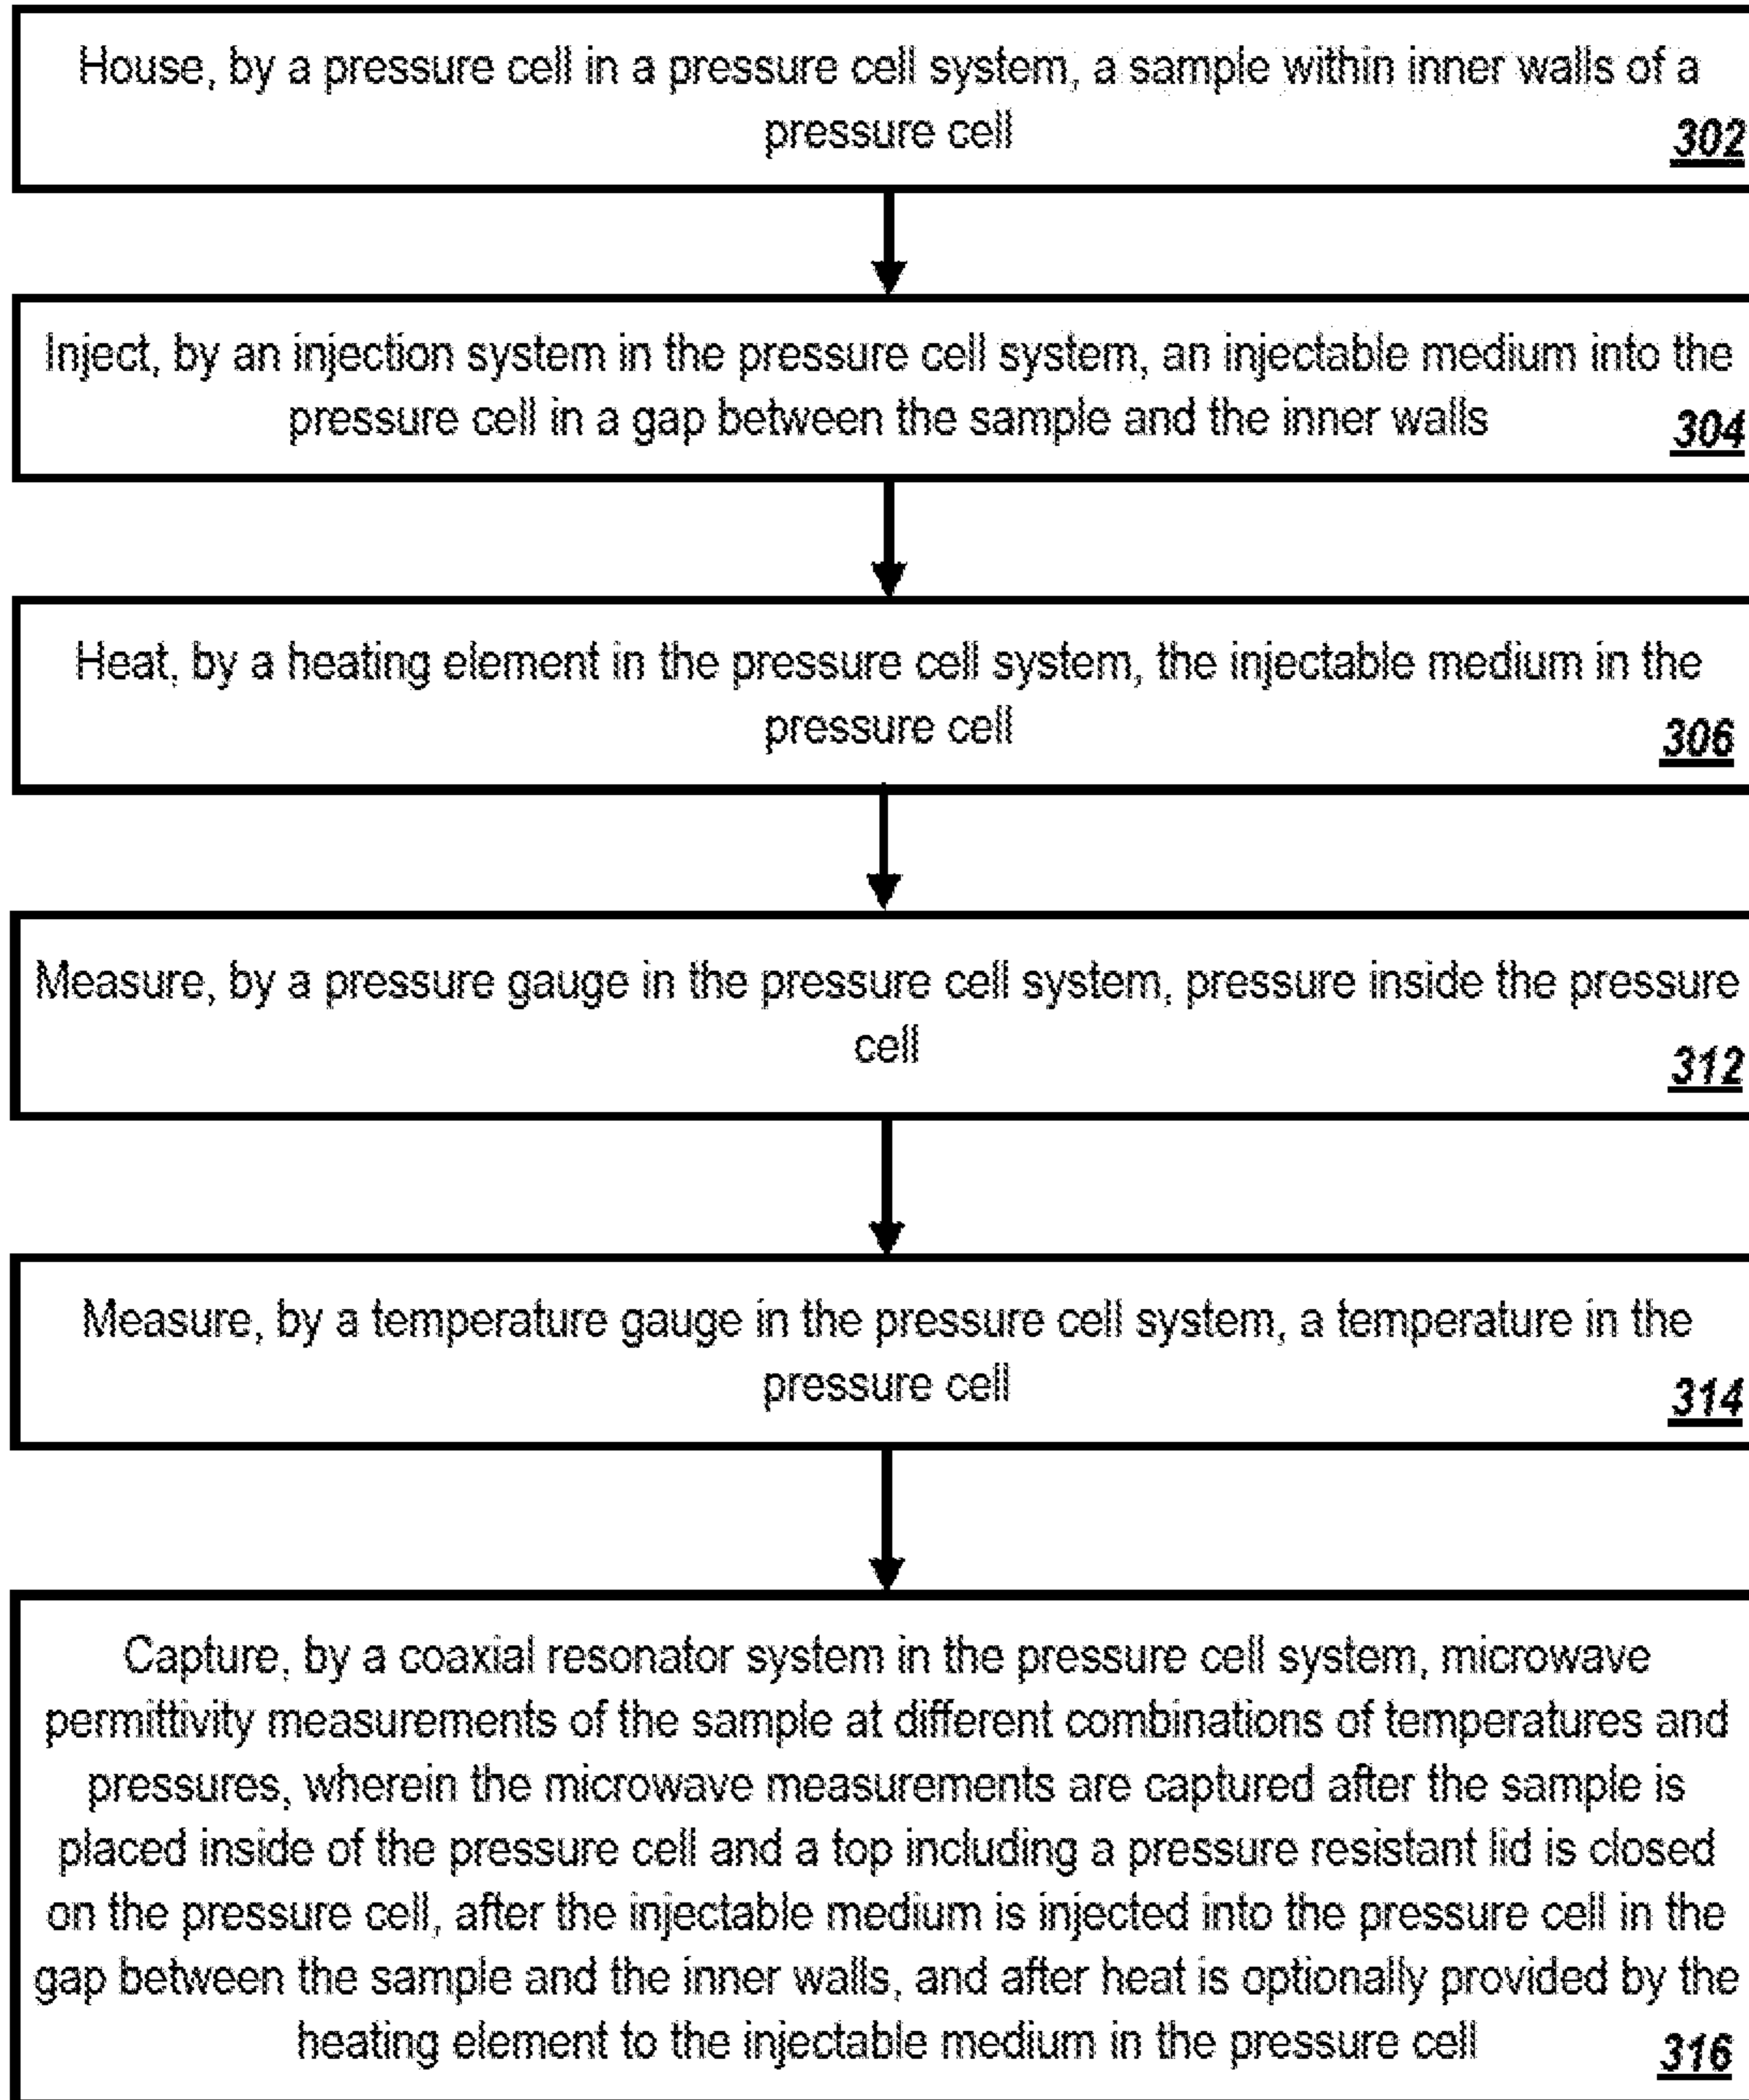 House, by a pressure cell in a pressure cell system, a sample within inner walls of a
pressure cell
302
Inject, by an injection system in the pressure cell system, an injectable medium into the
pressure cell in a gap between the sample and the inner walls
304
Heat, by a heating element in the pressure cell system, the injectable medium in the
pressure cell
306
Measure, by a pressure gauge in the pressure cell system, pressure inside the pressure
cell
312
Measure, by a temperature gauge in the pressure cell system, a temperature in the
pressure cell
314
Capture, by a coaxial resonator system in the pressure cell system, microwave
permittivity measurements of the sample at different combinations of temperatures and
pressures, wherein the microwave measurements are captured after the sample is
placed inside of the pressure cell and a top including a pressure resistant lid is closed
on the pressure cell, after the injectable medium is injected into the pressure cell in the
gap between the sample and the inner walls, and after heat is optionally provided by the
heating element to the injectable medium in the pressure cell
316